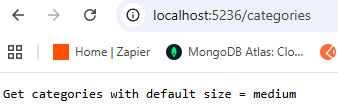 localhost:5236/categories
Home | Zapier
MongoDB Atlas: Clo...
Get categories with default size = medium